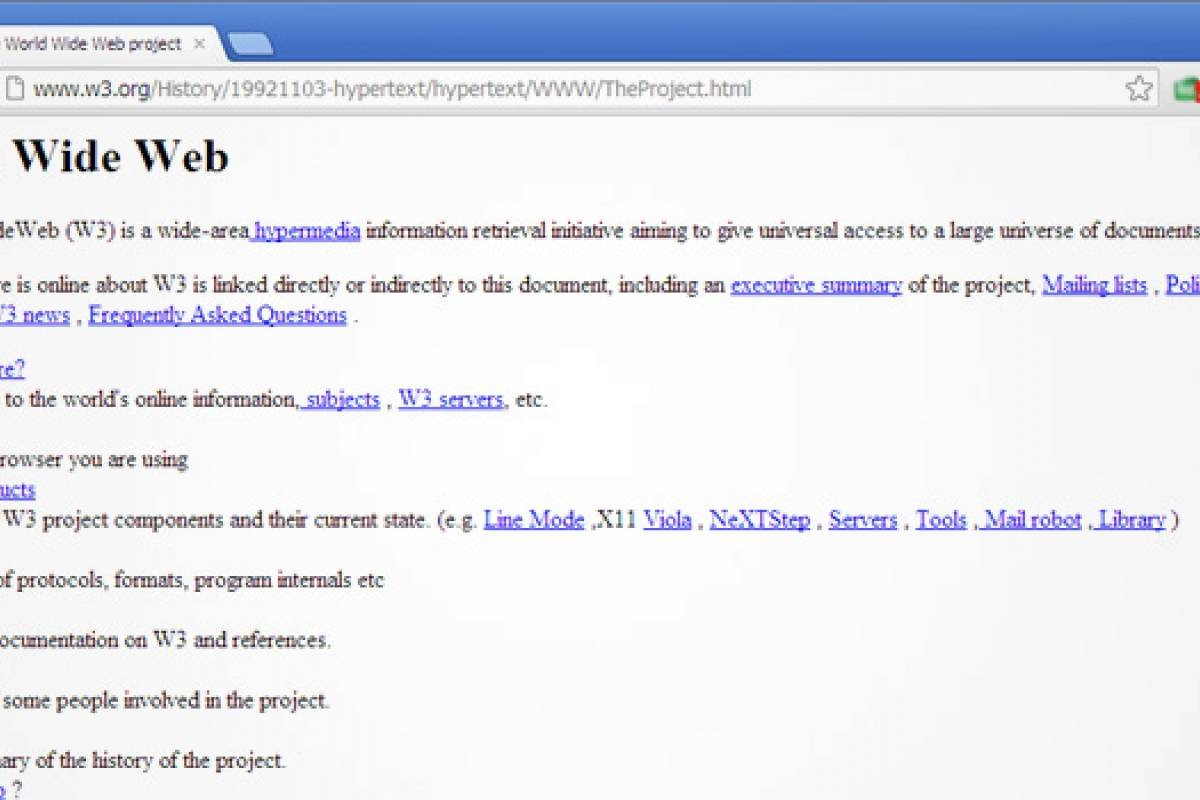 World Wide Web project ×
www.w3.org/History/19921103-hypertext/hypertext/WWW/TheProject.html
Wide Web
deWeb (W3) is a wide-area hypermedia information retrieval initiative aiming to give universal access to a large universe of documents
re is online about W3 is linked directly or indirectly to this document, including an executive summary of the project, Mailing lists , Poli
V3 news , Frequently Asked Questions .
re?
to the world's online information, subjects , W3 servers, etc.
rowser you are using
ucts
W3 project components and their current state. (e.g. Line Mode ,X11 Viola , NeXTStep , Servers , Tools , Mail robot , Library )
of protocols, formats, program internals etc
ocumentation on W3 and references.
some people involved in the project.
ary of the history of the project.
?